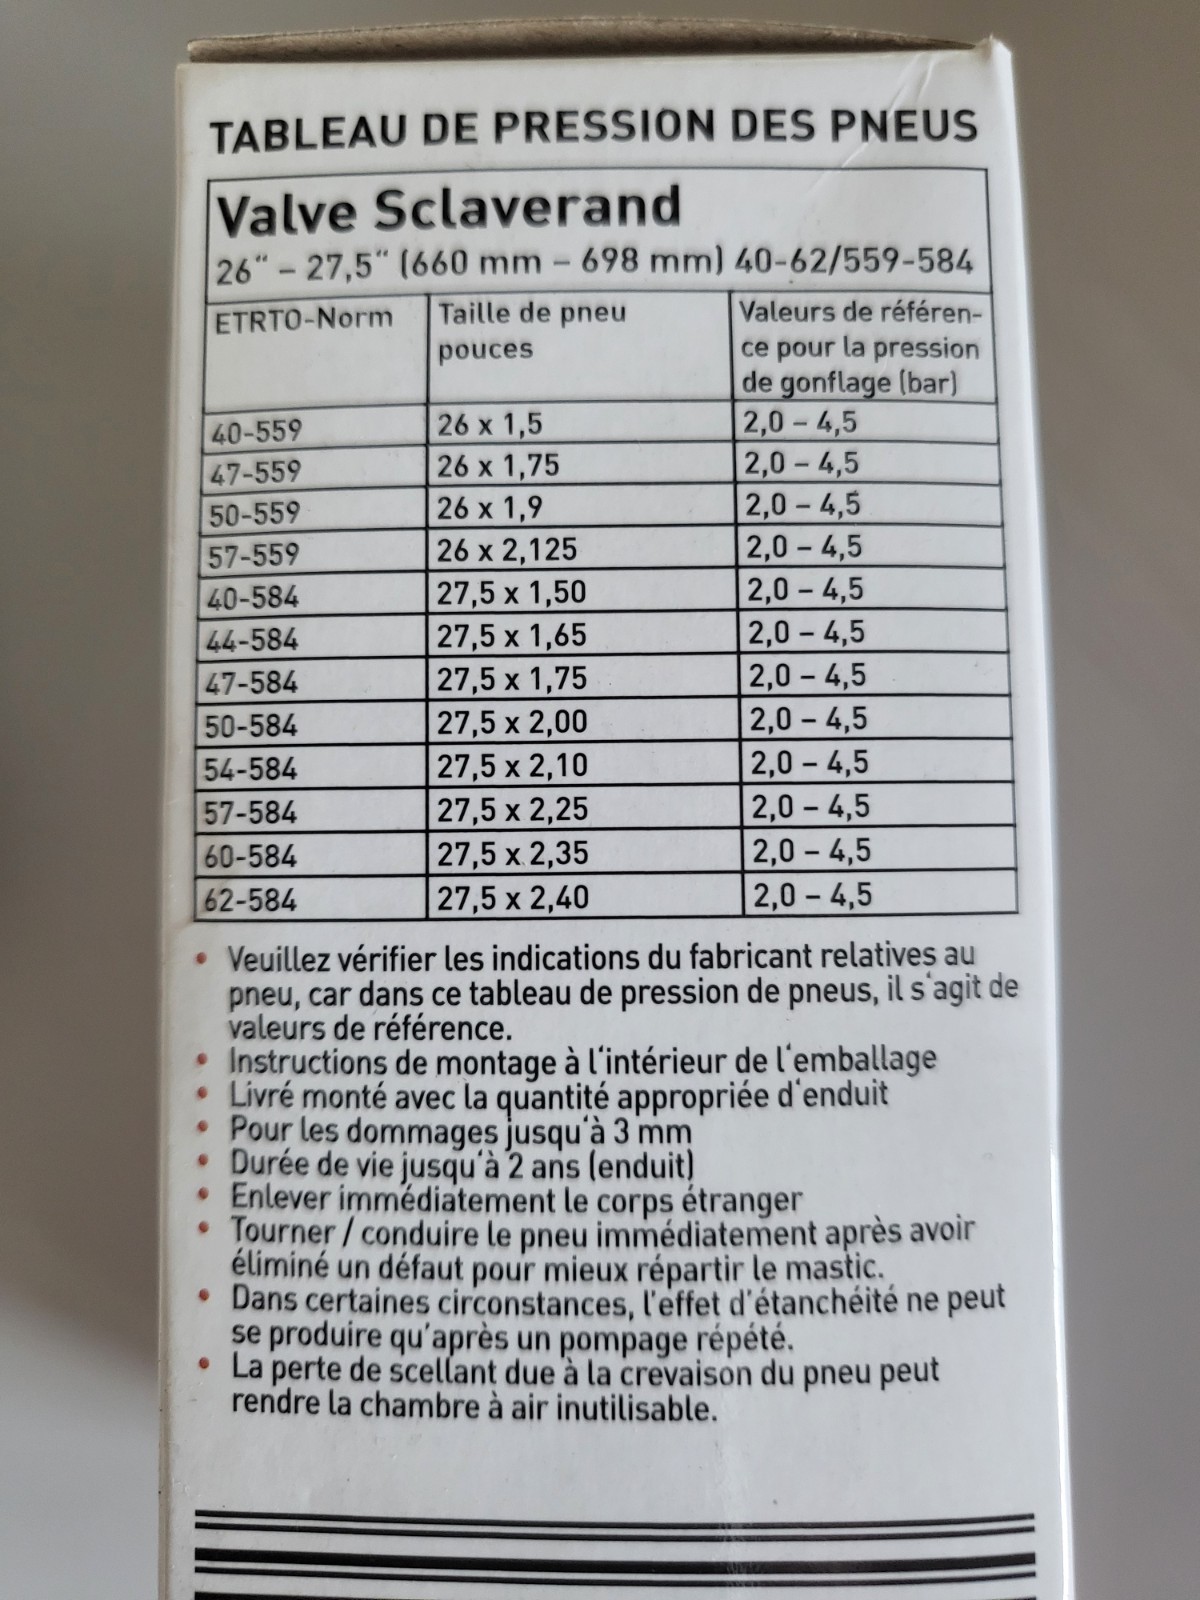 TABLEAU DE PRESSION DES PNEUS
Valve Sclaverand
26“ – 27,5“ (660 mm – 698 mm) 40-62/559-584
ETRTO-Norm Taille de pneu pouces Valeurs de référen-
ce pour la pression
de gonflage (bar)
40-559 26 x 1,5 2,0 – 4,5
47-559 26 x 1,75 2,0 – 4,5
50-559 26 x 1,9 2,0 – 4,5
57-559 26 x 2,125 2,0 – 4,5
40-584 27,5 x 1,50 2,0 – 4,5
44-584 27,5 x 1,65 2,0 – 4,5
47-584 27,5 x 1,75 2,0 – 4,5
50-584 27,5 x 2,00 2,0 – 4,5
54-584 27,5 x 2,10 2,0 – 4,5
57-584 27,5 x 2,25 2,0 – 4,5
60-584 27,5 x 2,35 2,0 – 4,5
62-584 27,5 x 2,40 2,0 – 4,5
• Veuillez vérifier les indications du fabricant relatives au
pneu, car dans ce tableau de pression de pneus, il s‘agit de
valeurs de référence.
• Instructions de montage à l‘intérieur de l‘emballage
• Livré monté avec la quantité appropriée d‘enduit
• Pour les dommages jusqu‘à 3 mm
• Durée de vie jusqu‘à 2 ans (enduit)
• Enlever immédiatement le corps étranger
• Tourner / conduire le pneu immédiatement après avoir
éliminé un défaut pour mieux répartir le mastic.
• Dans certaines circonstances, l’effet d’étanchéité ne peut
se produire qu’après un pompage répété.
• La perte de scellant due à la crevaison du pneu peut
rendre la chambre à air inutilisable.